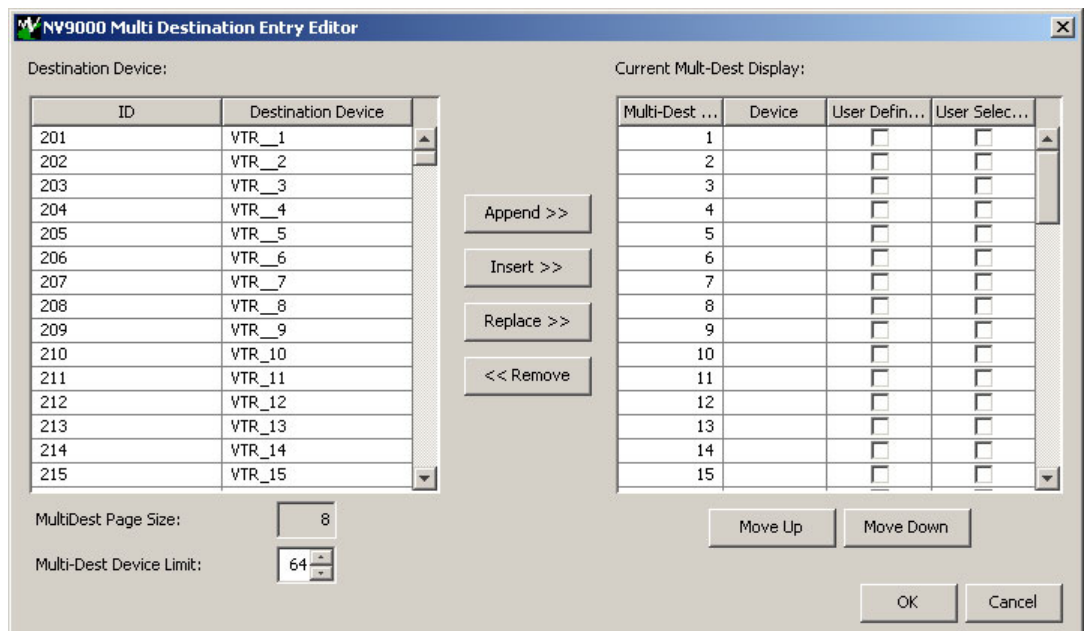 NV9000 Multi Destination Entry Editor
Destination Device:
ID Destination Device
201 VTR__1
202 VTR__2
203 VTR__3
204 VTR__4
205 VTR__5
206 VTR__6
207 VTR__7
208 VTR__8
209 VTR__9
210 VTR_10
211 VTR_11
212 VTR_12
213 VTR_13
214 VTR_14
215 VTR_15
MultiDest Page Size: 8
Multi-Dest Device Limit: 64
Append >>
Insert >>
Replace >>
<< Remove
Current Mult-Dest Display:
Multi-Dest ... Device User Defin... User Selec...
1
2
3
4
5
6
7
8
9
10
11
12
13
14
15
Move Up Move Down
OK Cancel